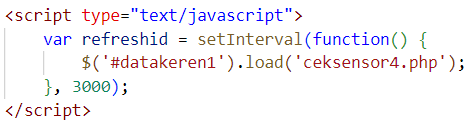 <script type="text/javascript">
    var refreshid = setInterval(function() {
        $('#datakeren1').load('ceksensor4.php');
    }, 3000);
</script>